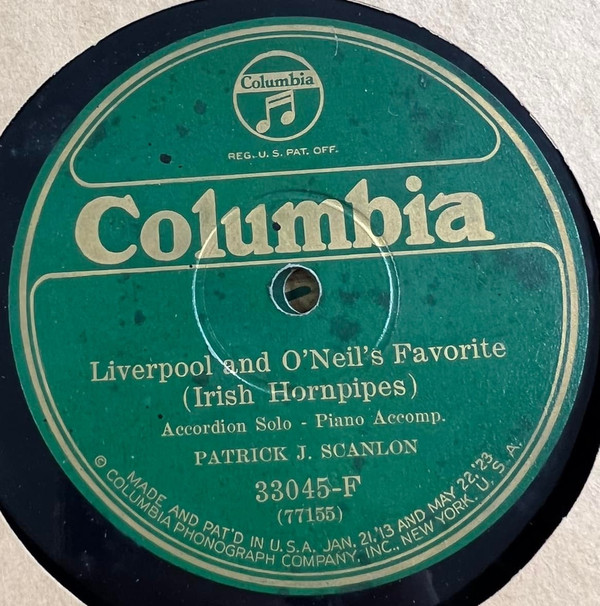 Columbia
REG. U. S. PAT. OFF.
Columbia
Liverpool and O'Neil's Favorite
(Irish Hornpipes)
Accordion Solo - Piano Accomp.
PATRICK J. SCANLON
33045-F
(77155)
MADE AND PAT'D IN U.S.A. JAN. 21,'13 AND MAY 22,'23
© COLUMBIA PHONOGRAPH COMPANY, INC., NEW YORK, U. S. A.